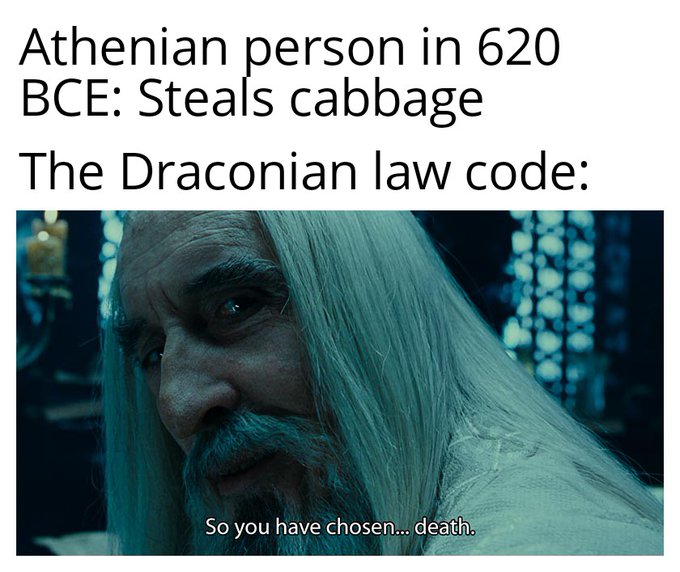 Athenian person in 620
BCE: Steals cabbage
The Draconian law code:
So you have chosen... death.